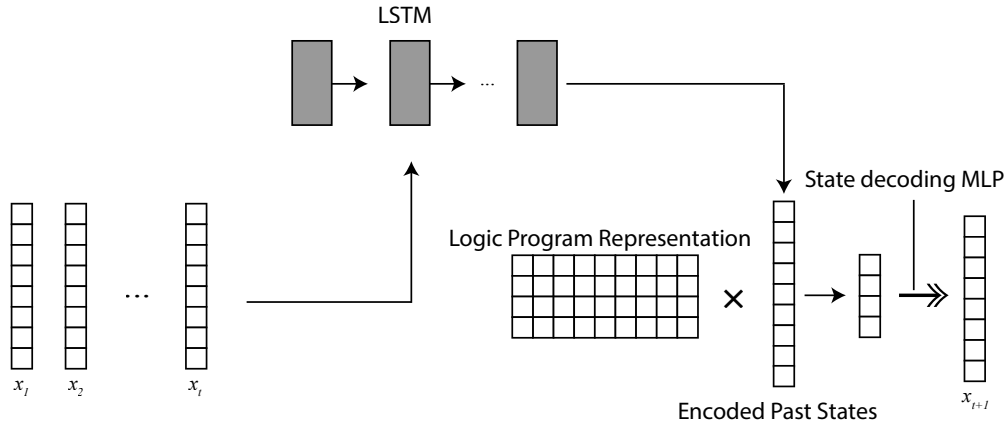 LSTM
...
State decoding MLP
Logic Program Representation
×
...
x1
x2
xt
Encoded Past States
xt+1